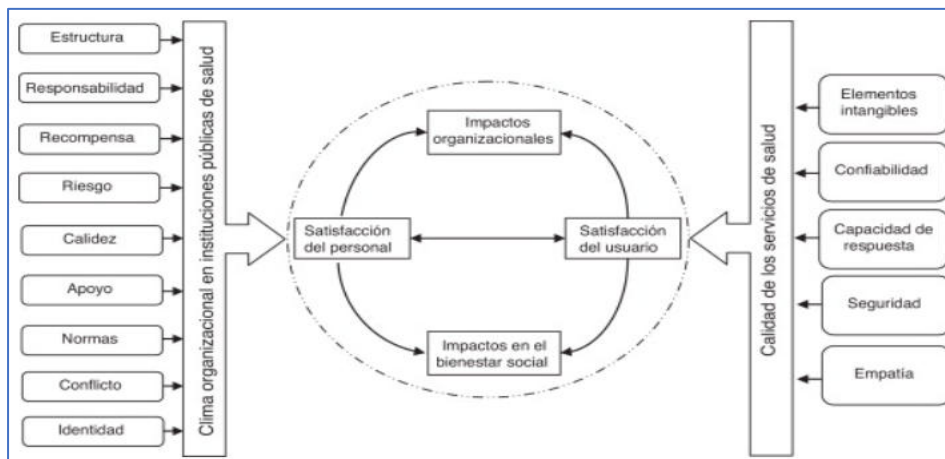 Estructura
Responsabilidad
Recompensa
Riesgo
Calidez
Apoyo
Normas
Conflicto
Identidad
Clima organizacional en instituciones públicas de salud
Impactos
organizacionales
Satisfacción
del personal
Satisfacción
del usuario
Impactos en el
bienestar social
Calidad de los servicios de salud
Elementos
intangibles
Confiabilidad
Capacidad de
respuesta
Seguridad
Empatía